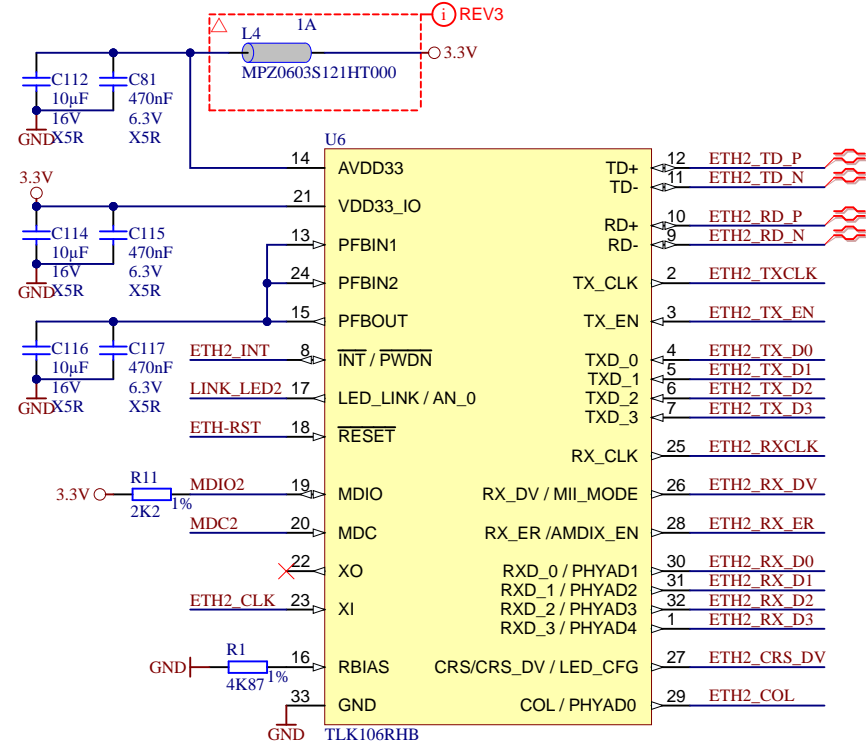 REV3
L4 1A
3.3V
MPZ0603S121HT000
C112
10µF
16V
X5R
C81
470nF
6.3V
X5R
GND
U6
14 AVDD33
3.3V
21 VDD33_IO
C114
10µF
16V
X5R
C115
470nF
6.3V
X5R
GND
13 PFBIN1
24 PFBIN2
15 PFBOUT
C116
10µF
16V
X5R
C117
470nF
6.3V
X5R
GND
ETH2_INT 8 INT / PWDN
LINK_LED2 17 LED_LINK / AN_0
ETH-RST 18 RESET
3.3V R11 2K2 1% MDIO2 19 MDIO
MDC2 20 MDC
22 XO
ETH2_CLK 23 XI
GND R1 4K87 1% 16 RBIAS
33 GND
GND
TD+ 12 ETH2_TD_P
TD- 11 ETH2_TD_N
RD+ 10 ETH2_RD_P
RD- 9 ETH2_RD_N
TX_CLK 2 ETH2_TXCLK
TX_EN 3 ETH2_TX_EN
TXD_0 4 ETH2_TX_D0
TXD_1 5 ETH2_TX_D1
TXD_2 6 ETH2_TX_D2
TXD_3 7 ETH2_TX_D3
RX_CLK 25 ETH2_RXCLK
RX_DV / MII_MODE 26 ETH2_RX_DV
RX_ER /AMDIX_EN 28 ETH2_RX_ER
RXD_0 / PHYAD1 30 ETH2_RX_D0
RXD_1 / PHYAD2 31 ETH2_RX_D1
RXD_2 / PHYAD3 32 ETH2_RX_D2
RXD_3 / PHYAD4 1 ETH2_RX_D3
CRS/CRS_DV / LED_CFG 27 ETH2_CRS_DV
COL / PHYAD0 29 ETH2_COL
TLK106RHB